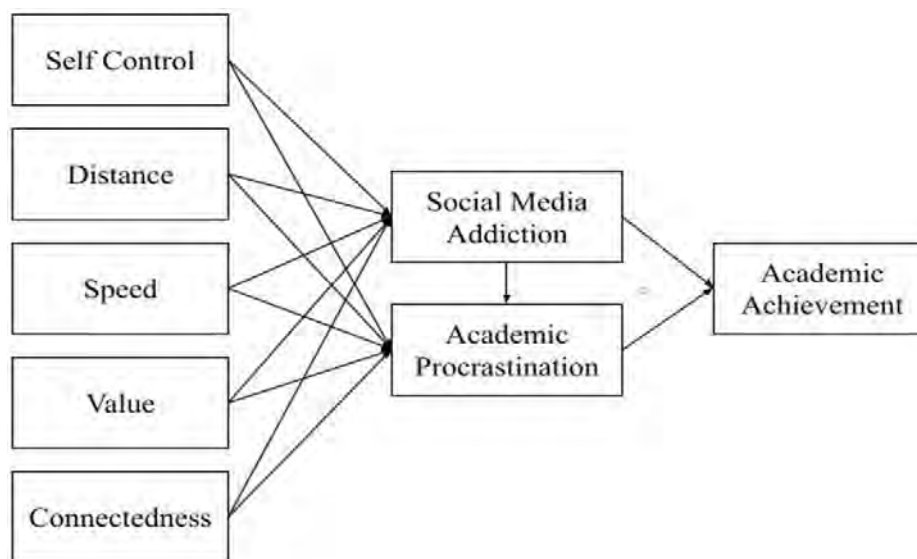 Self Control
Distance
Speed
Value
Connectedness
Social Media
Addiction
Academic
Procrastination
Academic
Achievement